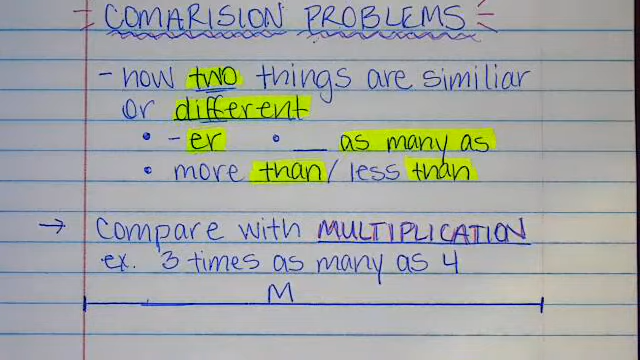 COMARISION PROBLEMS
- how two things are similiar
or different
• - er • __ as many as
• more than / less than
→ compare with MULTIPLICATION
ex. 3 times as many as 4
M